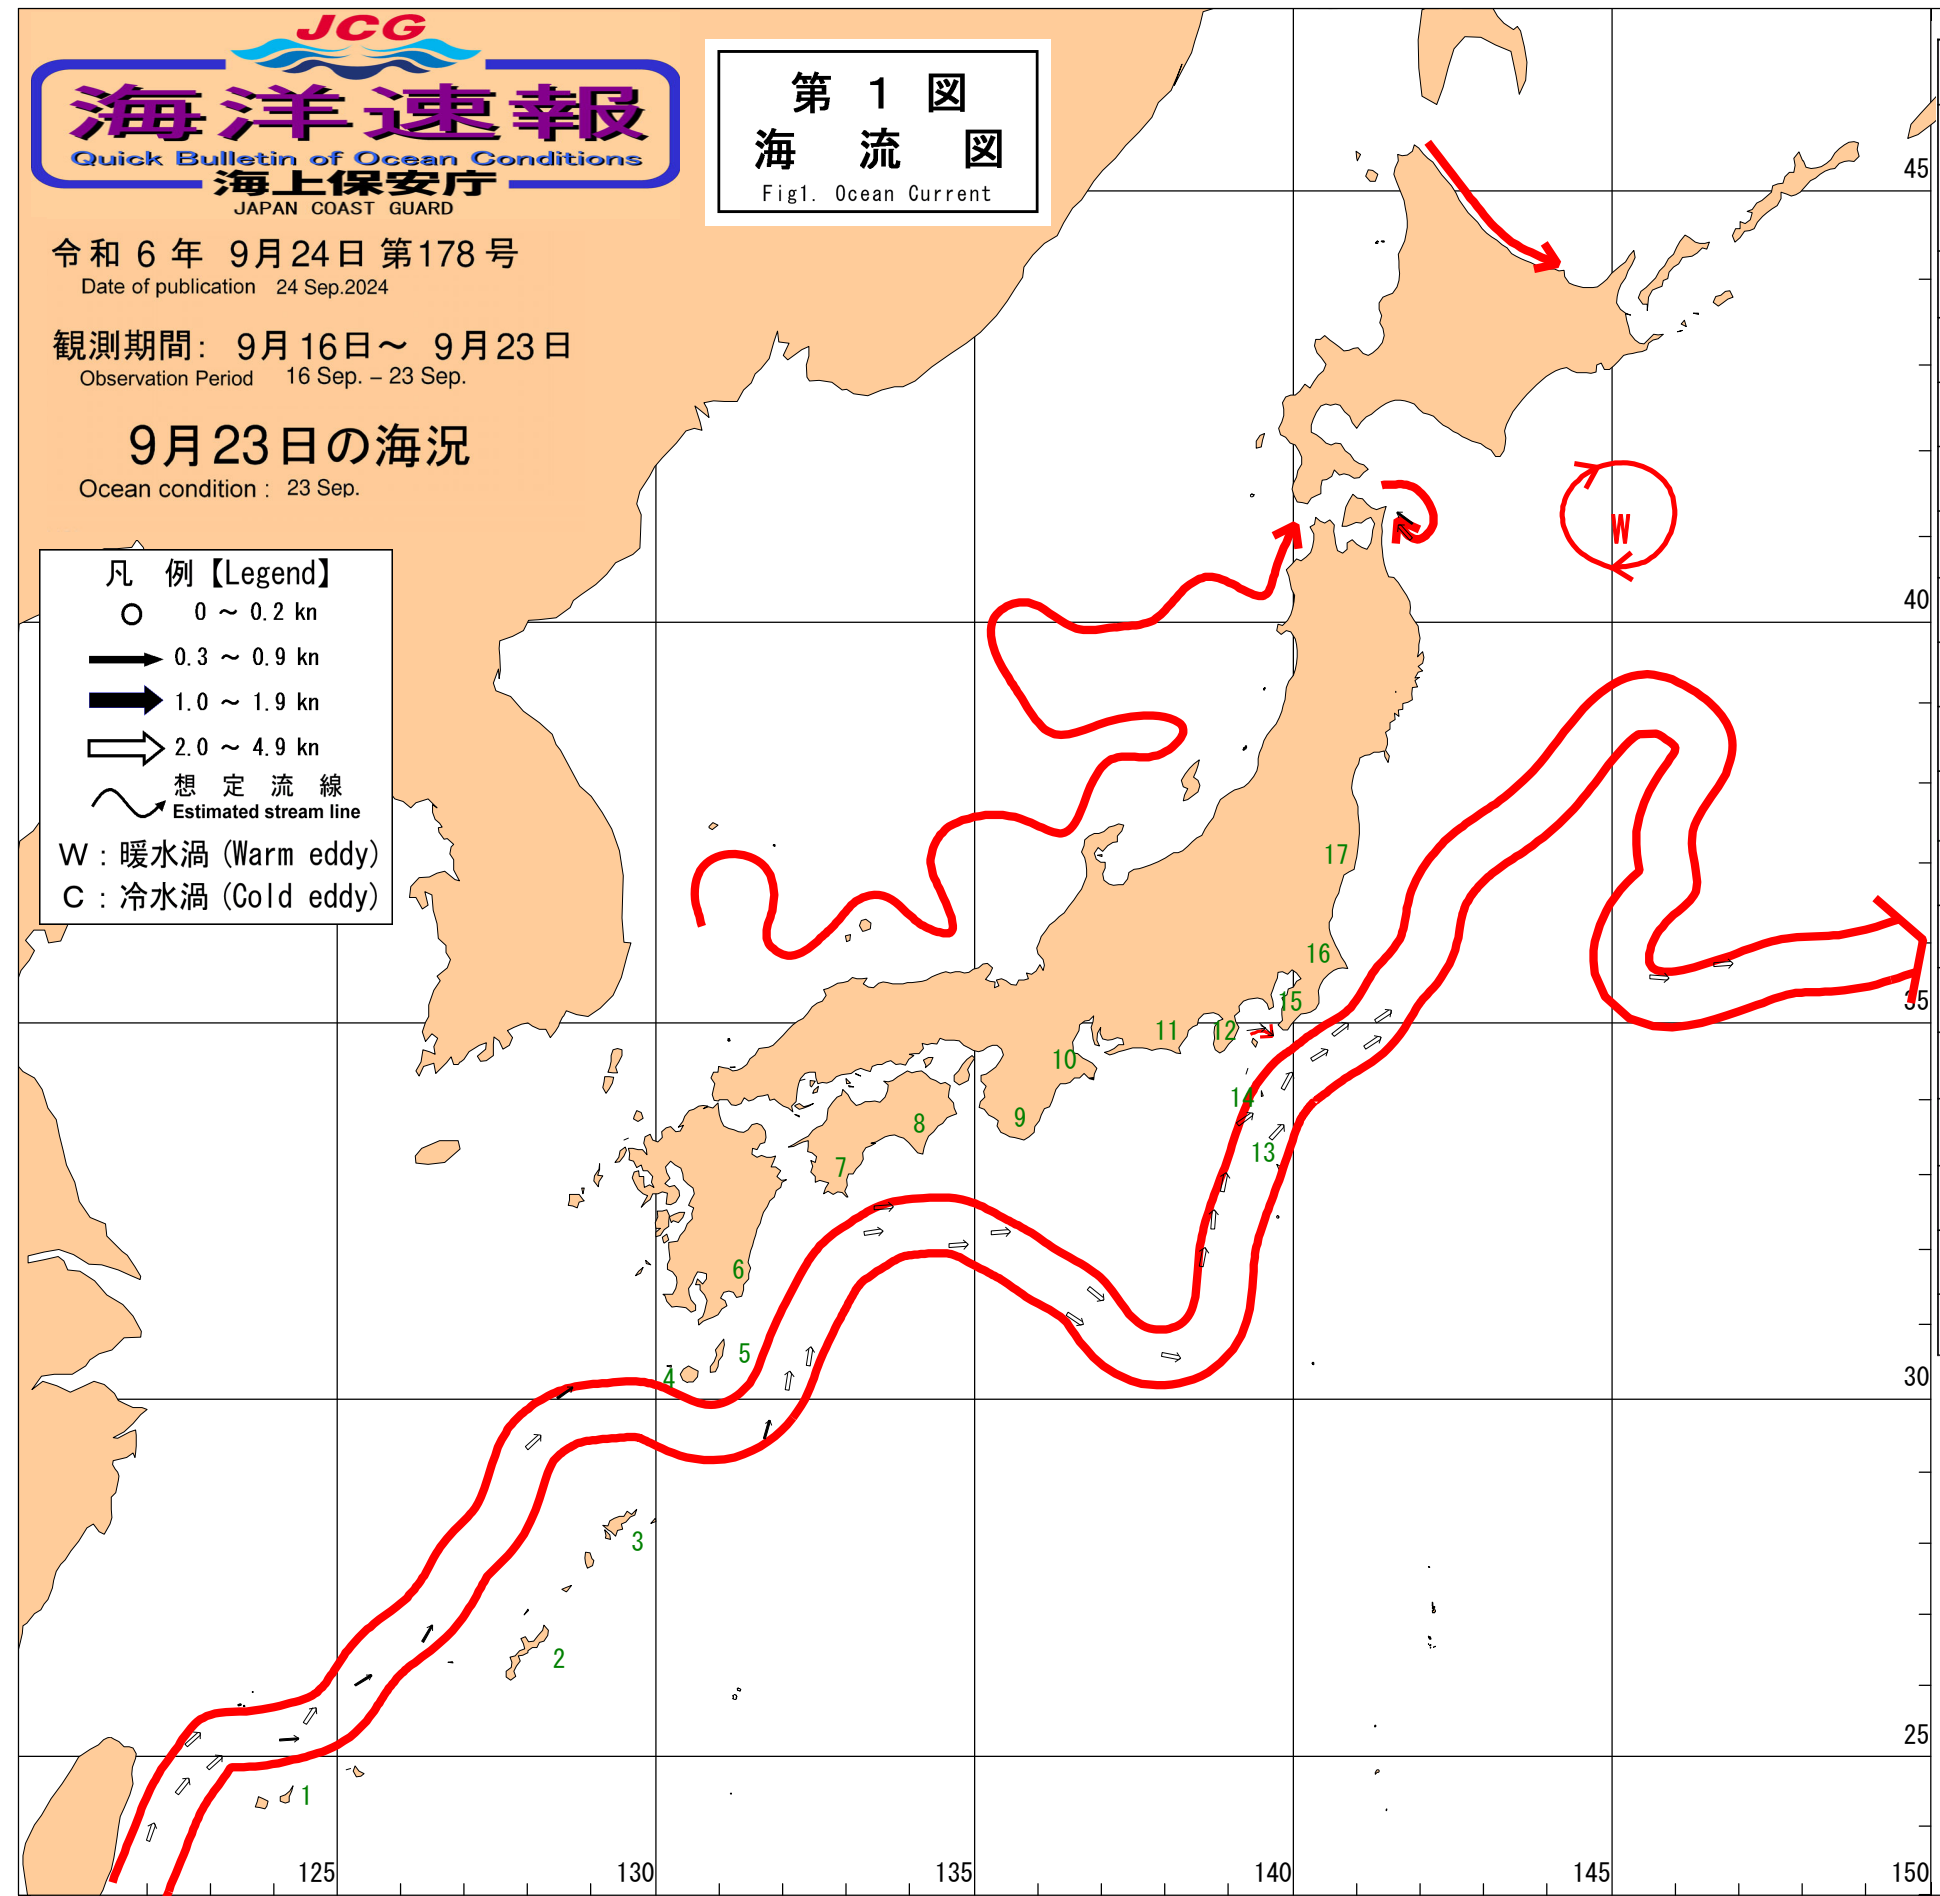 JCG
海洋速報
Quick Bulletin of Ocean Conditions
海上保安庁
JAPAN COAST GUARD
令和 6 年 9月24日 第178号
Date of publication 24 Sep.2024
観測期間: 9月16日～ 9月23日
Observation Period 16 Sep. – 23 Sep.
9月23日の海況
Ocean condition : 23 Sep.
第 1 図
海 流 図
Fig1. Ocean Current
凡 例【Legend】
0 ～ 0.2 kn
0.3 ～ 0.9 kn
1.0 ～ 1.9 kn
2.0 ～ 4.9 kn
想 定 流 線
Estimated stream line
W : 暖水渦 (Warm eddy)
C : 冷水渦 (Cold eddy)
45
W
40
17
16
15
35
12
11
10
14
9
8
13
7
6
5
4
30
3
2
25
1
125
130
135
140
145
150